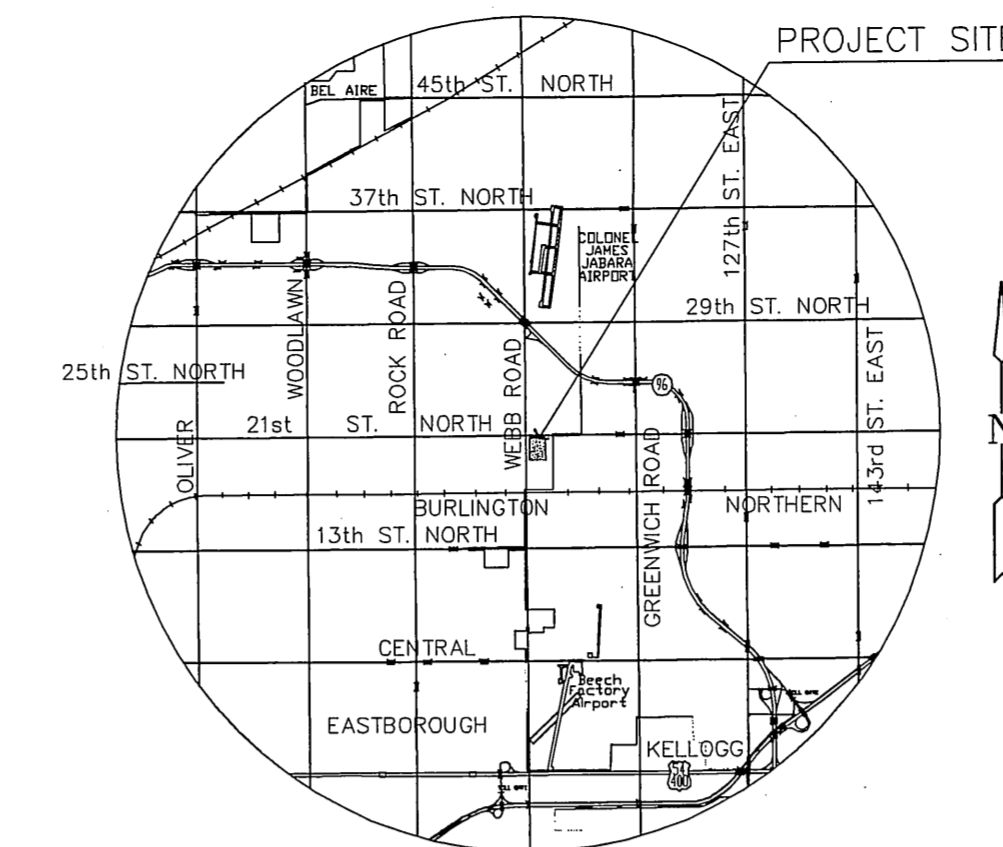 PROJECT SITE
BEL AIRE
45th ST. NORTH
127th ST. EAST
37th ST. NORTH
COLONEL
JAMES
JABARA
AIRPORT
WOODLAWN
ROCK ROAD
29th ST. NORTH
WEBB ROAD
143rd ST. EAST
25th ST. NORTH
96
OLIVER
21st ST. NORTH
GREENWICH ROAD
N
BURLINGTON NORTHERN
13th ST. NORTH
CENTRAL
Beech
Factory
Airport
EASTBOROUGH
KELLOGG
400